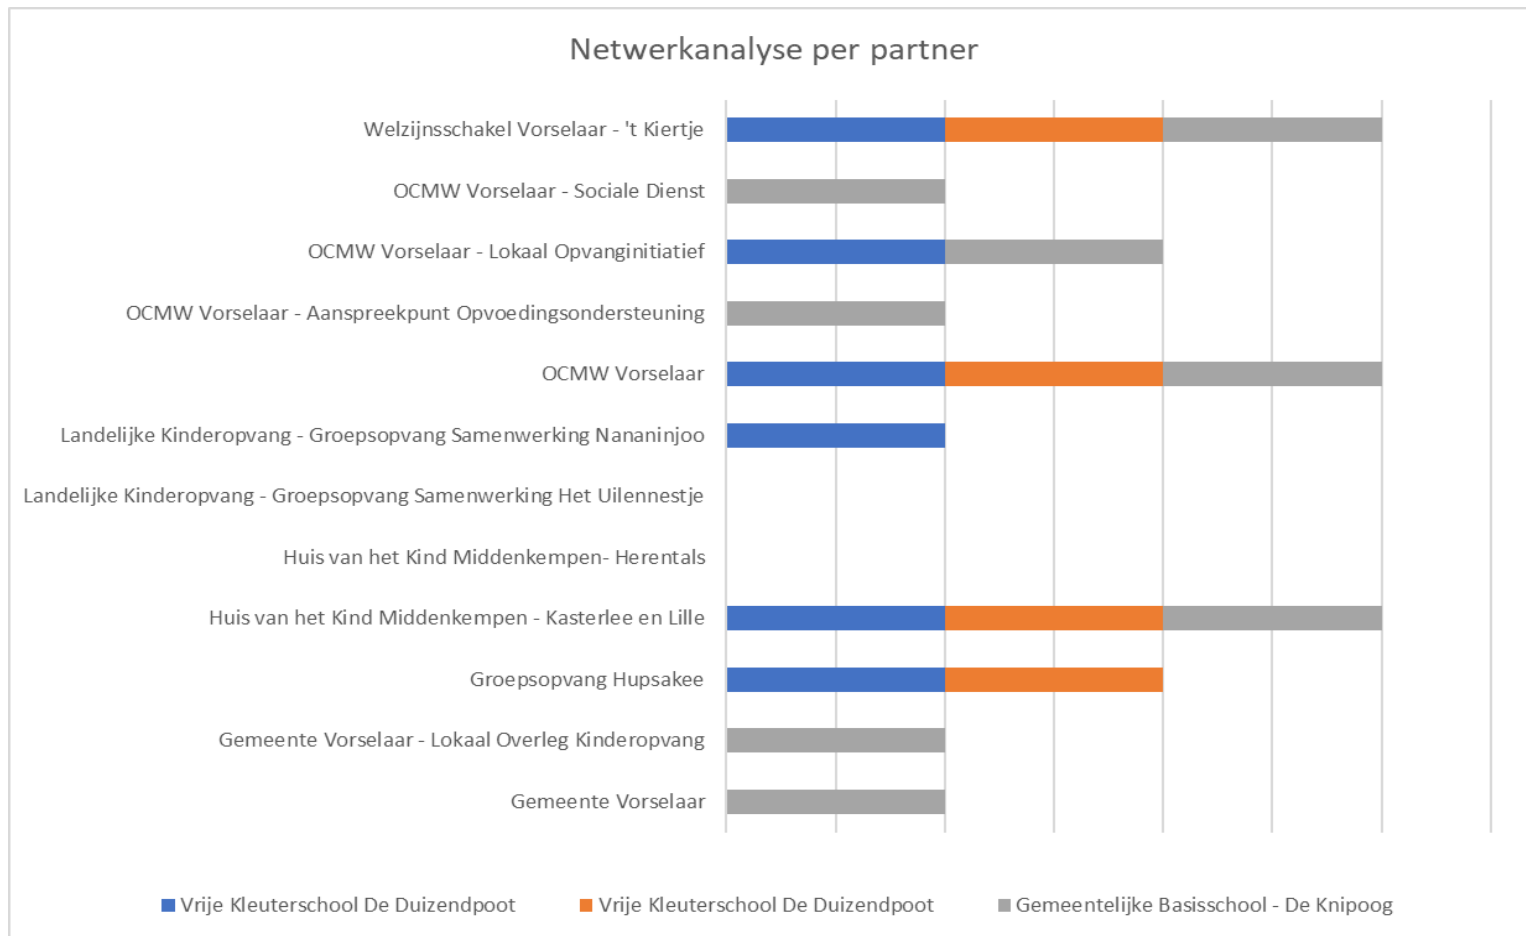 Netwerkanalyse per partner
Welzijnsschakel Vorselaar - 't Kiertje
OCMW Vorselaar - Sociale Dienst
OCMW Vorselaar - Lokaal Opvanginitiatief
OCMW Vorselaar - Aanspreekpunt Opvoedingsondersteuning
OCMW Vorselaar
Landelijke Kinderopvang - Groepsopvang Samenwerking Nananinjoo
Landelijke Kinderopvang - Groepsopvang Samenwerking Het Uilennestje
Huis van het Kind Middenkempen- Herentals
Huis van het Kind Middenkempen - Kasterlee en Lille
Groepsopvang Hupsakee
Gemeente Vorselaar - Lokaal Overleg Kinderopvang
Gemeente Vorselaar
Vrije Kleuterschool De Duizendpoot Vrije Kleuterschool De Duizendpoot Gemeentelijke Basisschool - De Knipoog